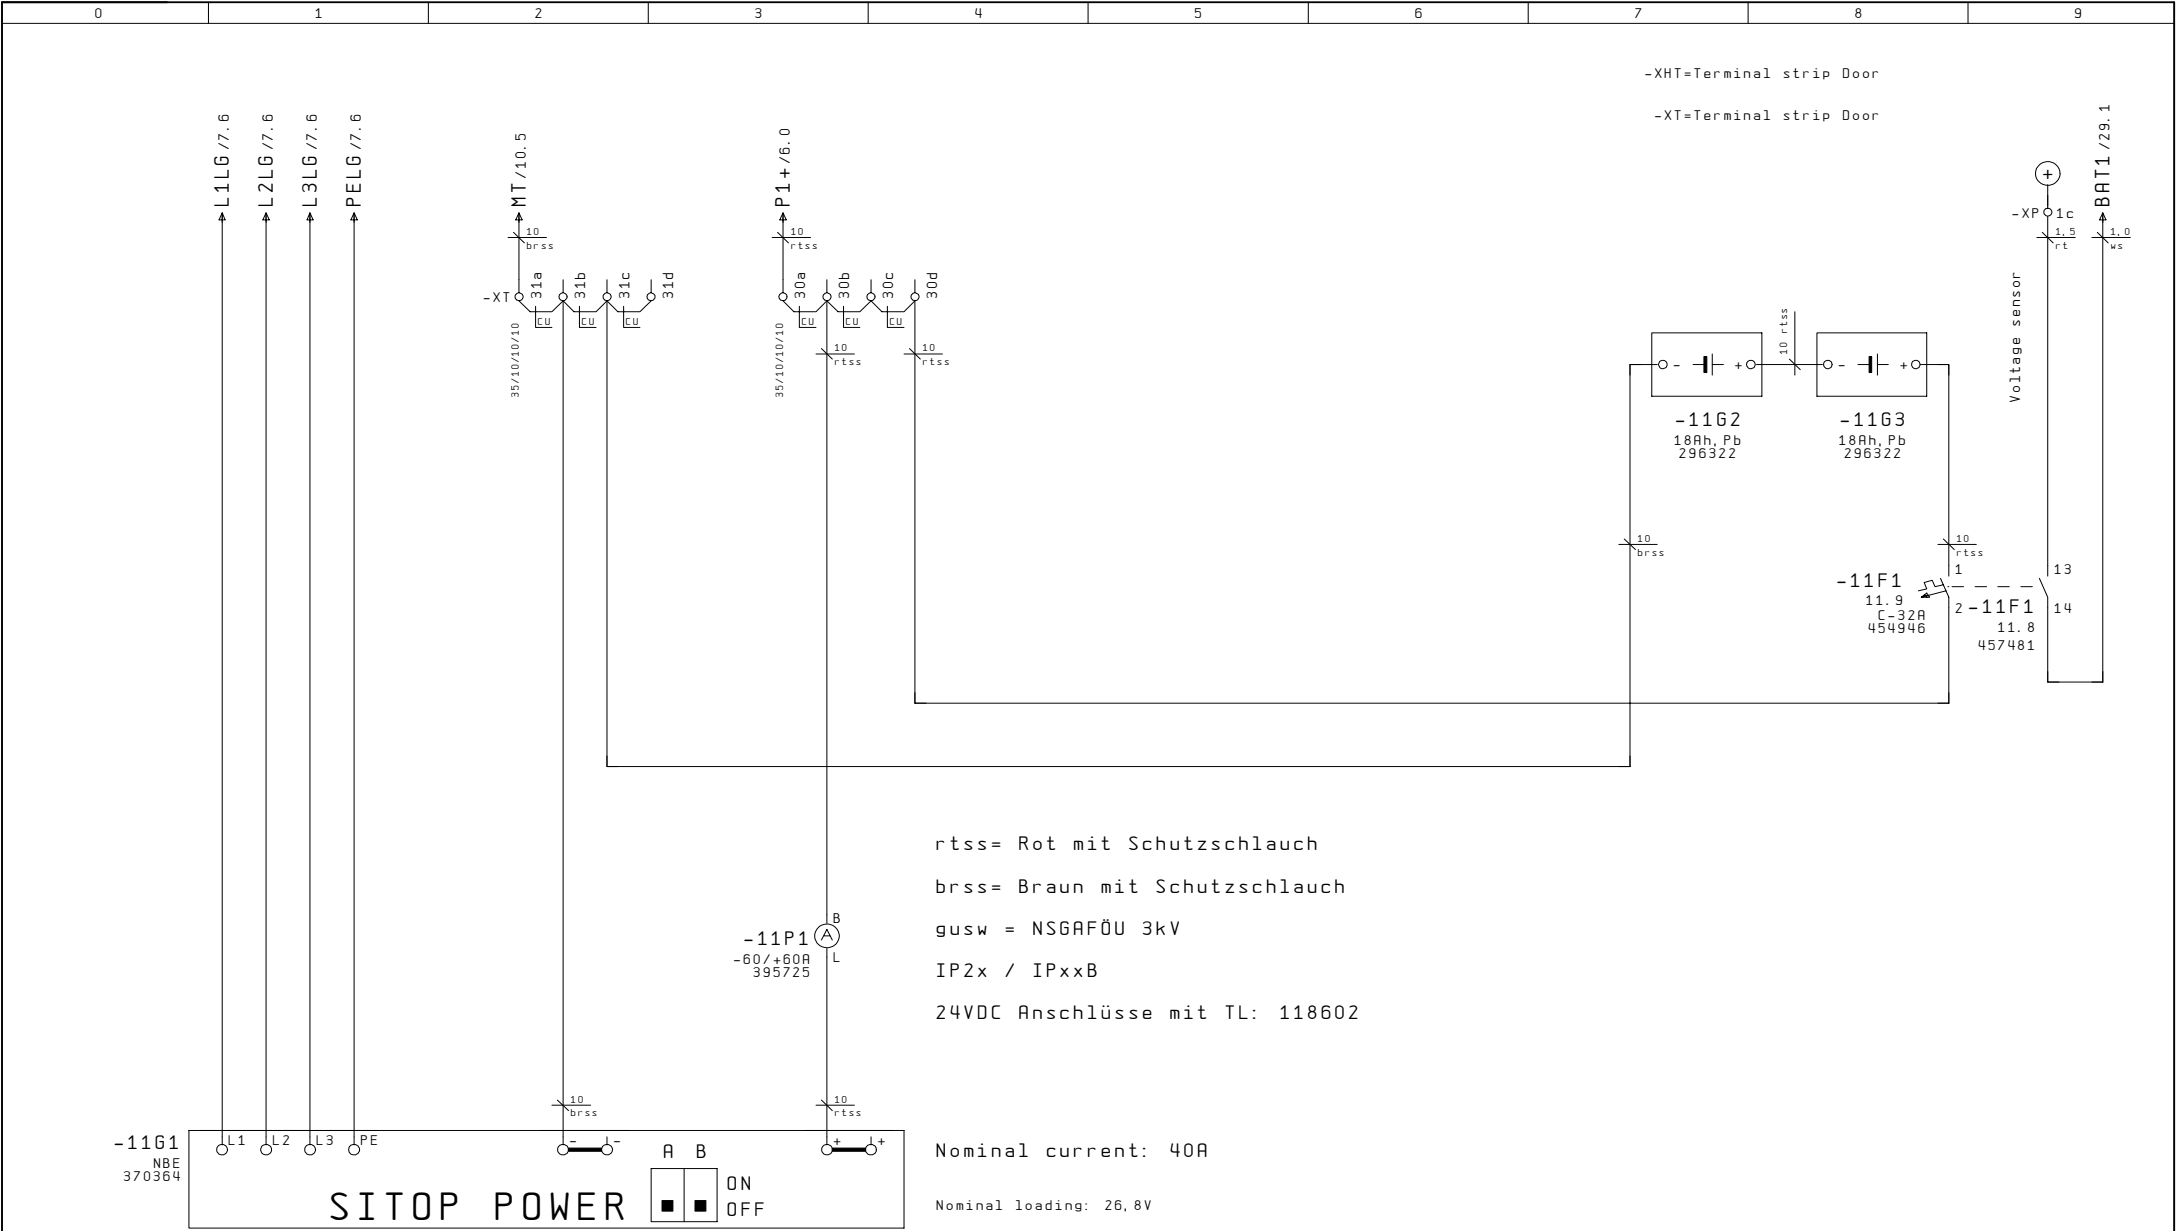 0 1 2 3 4 5 6 7 8 9
-XHT=Terminal strip Door
-XT=Terminal strip Door
L1LG/7.6
L2LG/7.6
L3LG/7.6
PELG/7.6
MT/10.5
P1+/6.0
BAT1/29.1
+
-XP 1c
10
brss
10
rtss
1,5
rt
1,0
ws
-XT
31a
31b
31c
31d
30a
30b
30c
30d
CU CU CU
CU CU CU
35/10/10/10
35/10/10/10
10
rtss
10
rtss
10 rtss
Voltage sensor
- +
- +
-11G2
18Ah,Pb
296322
-11G3
18Ah,Pb
296322
10
brss
10
rtss
-11F1
11.9
C-32A
454946
1
2
-11F1
11.8
457481
13
14
rtss= Rot mit Schutzschlauch
brss= Braun mit Schutzschlauch
gusw = NSGAFÖU 3kV
IP2x / IPxxB
24VDC Anschlüsse mit TL: 118602
-11P1
-60/+60A
395725
A
B
L
10
brss
10
rtss
-11G1
NBE
370364
L1 L2 L3 PE - - + +
SITOP POWER
A B
ON
OFF
Nominal current: 40A
Nominal loading: 26,8V